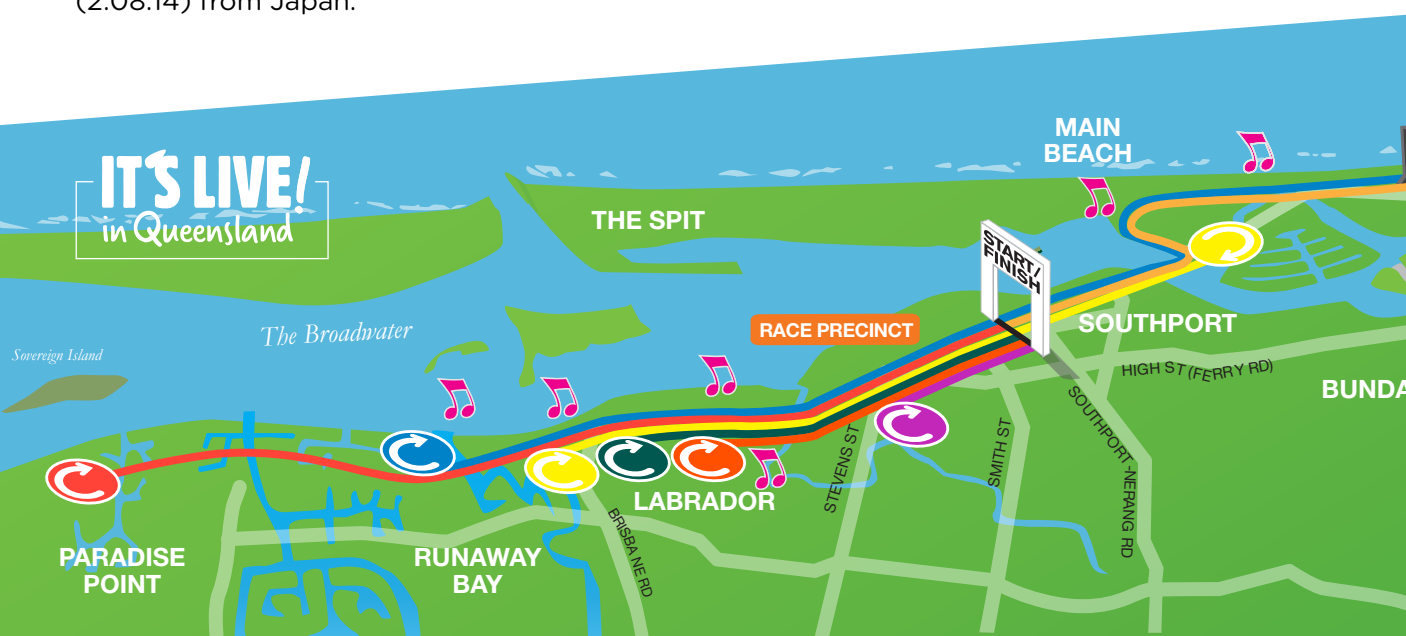 (2.08.14) from Japan.
MAIN
BEACH
IT'S LIVE!
in Queensland
THE SPIT
START/
FINISH
The Broadwater
RACE PRECINCT
SOUTHPORT
Sovereign Island
HIGH ST (FERRY RD)
BUNDA
SOUTHPORT-NERANG RD
SMITH ST
STEVENS ST
LABRADOR
BRISBANE RD
PARADISE
POINT
RUNAWAY
BAY